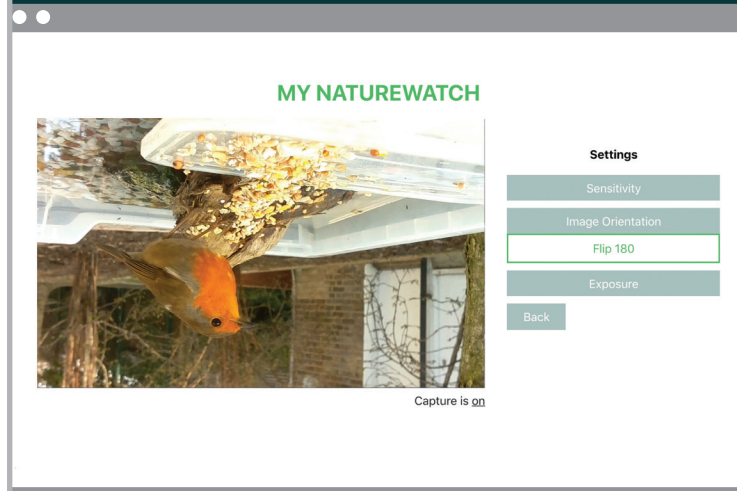 MY NATUREWATCH
Settings
Sensitivity
Image Orientation
Flip 180
Exposure
Back
Capture is on